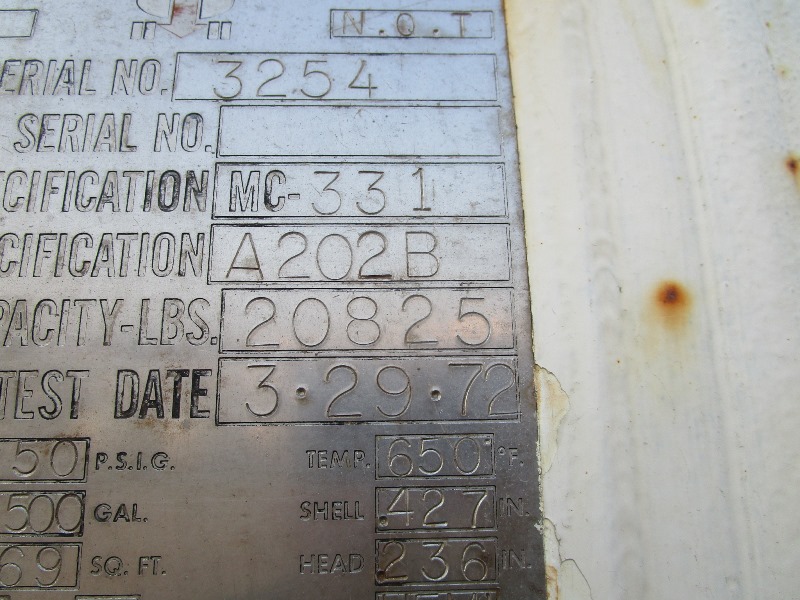 N.Q.T
ERIAL NO. 3254
SERIAL NO.
CIFICATION MC-331
CIFICATION A202B
PACITY-LBS. 20825
TEST DATE 3·29·72
50 P.S.I.G. TEMP. 650 °F.
500 GAL. SHELL .427 IN.
69 SQ. FT. HEAD .236 IN.